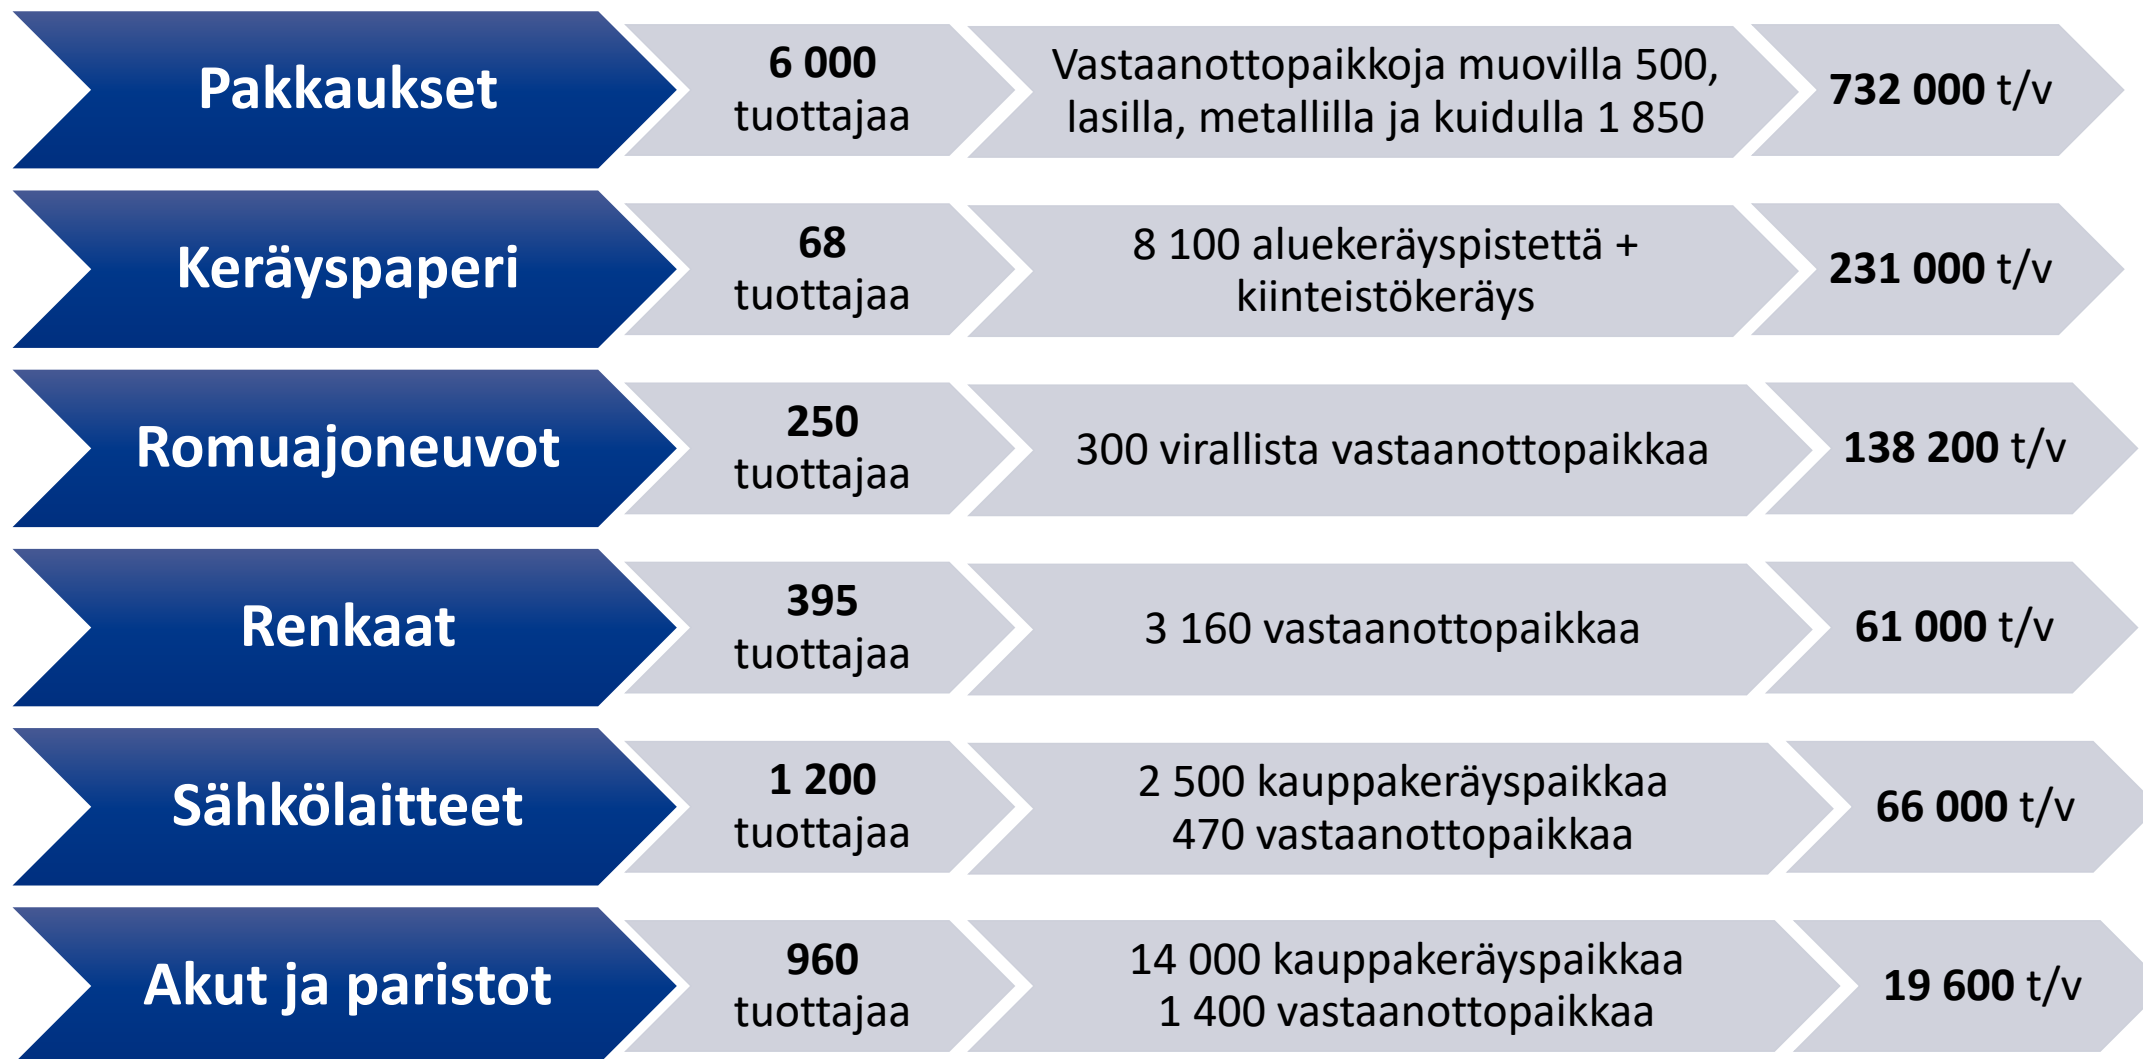 Pakkaukset
6 000
tuottajaa
Vastaanottopaikkoja muovilla 500,
lasilla, metallilla ja kuidulla 1 850
732 000 t/v
Keräyspaperi
68
tuottajaa
8 100 aluekeräyspistettä +
kiinteistökeräys
231 000 t/v
Romuajoneuvot
250
tuottajaa
300 virallista vastaanottopaikkaa
138 200 t/v
Renkaat
395
tuottajaa
3 160 vastaanottopaikkaa
61 000 t/v
Sähkölaitteet
1 200
tuottajaa
2 500 kauppakeräyspaikkaa
470 vastaanottopaikkaa
66 000 t/v
Akut ja paristot
960
tuottajaa
14 000 kauppakeräyspaikkaa
1 400 vastaanottopaikkaa
19 600 t/v